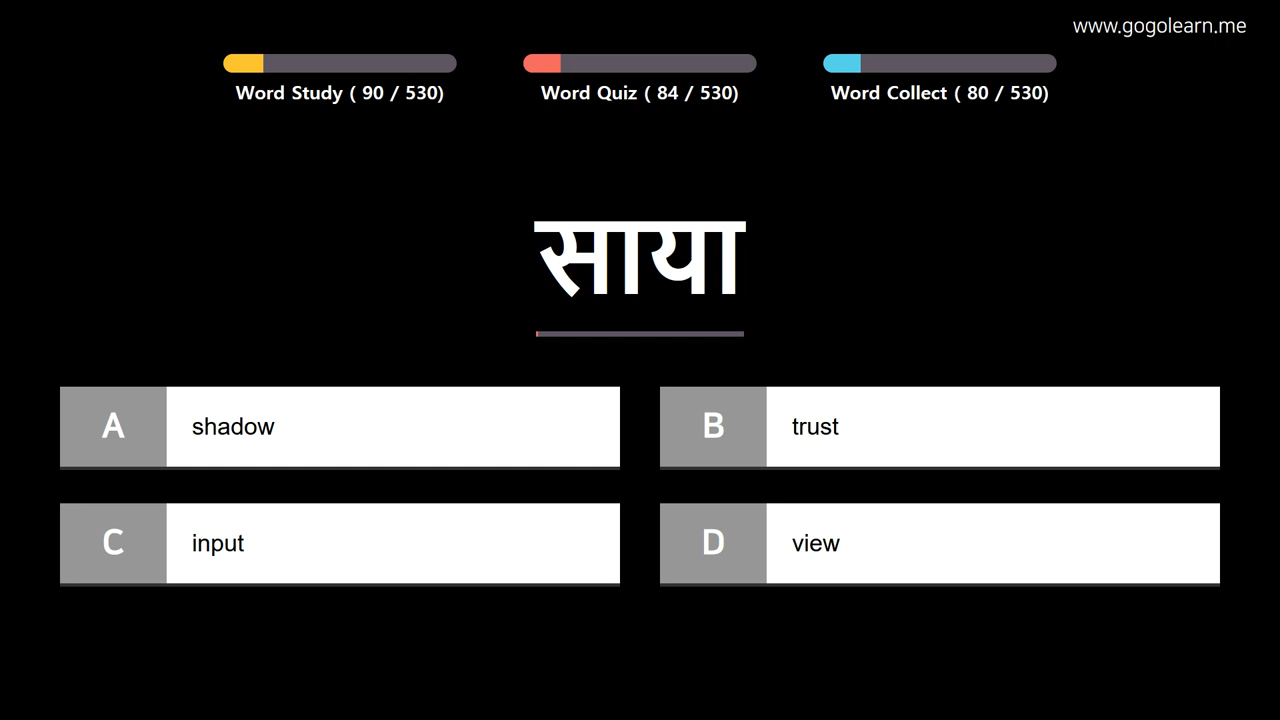 www.gogolearn.me
Word Study ( 90 / 530)
Word Quiz ( 84 / 530)
Word Collect ( 80 / 530)
साया
A shadow
B trust
C input
D view